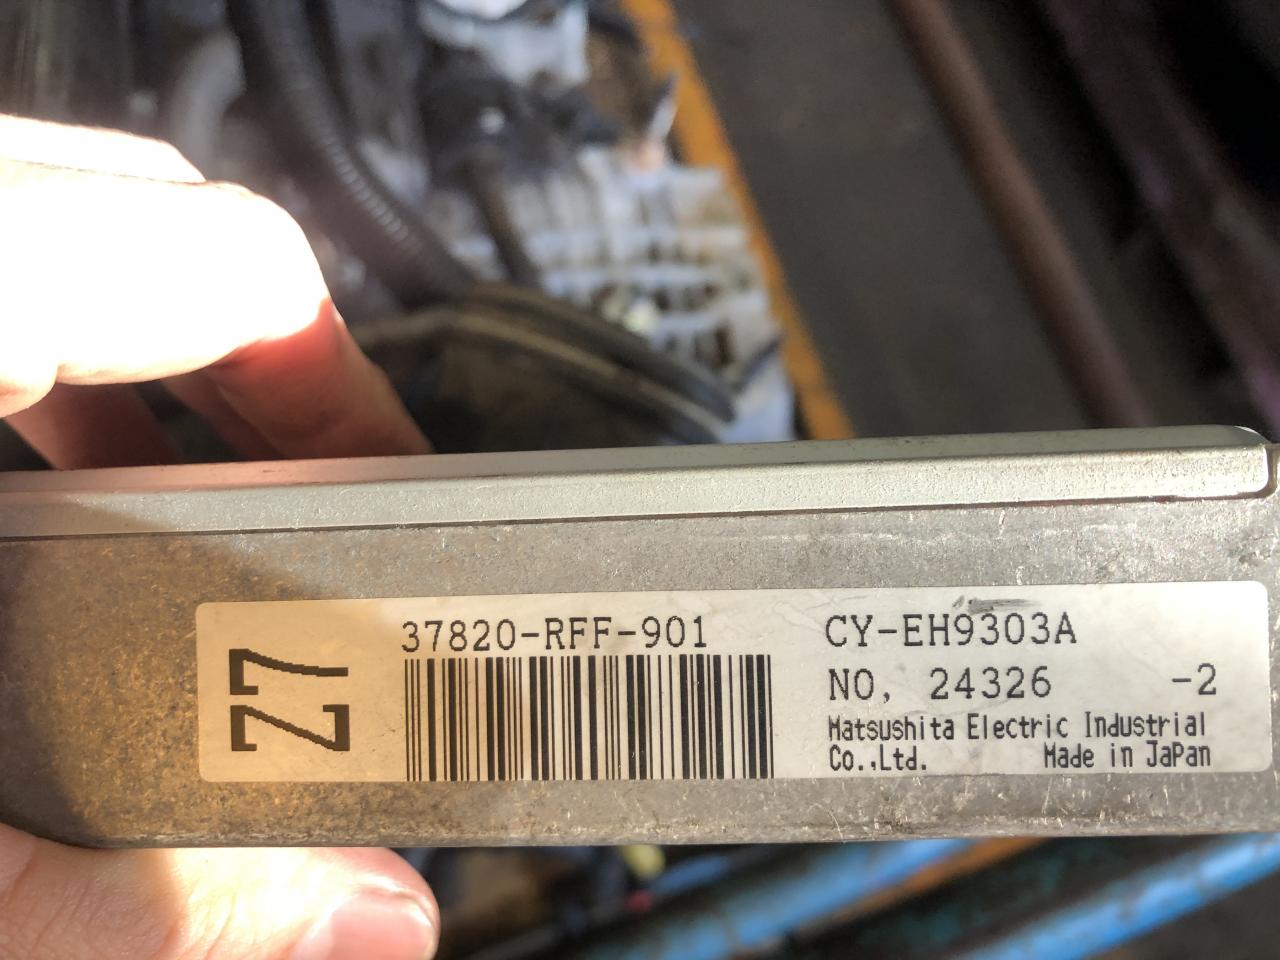 Z7
37820-RFF-901
CY-EH9303A
NO, 24326 -2
Matsushita Electric Industrial
Co.,Ltd. Made in JaPan